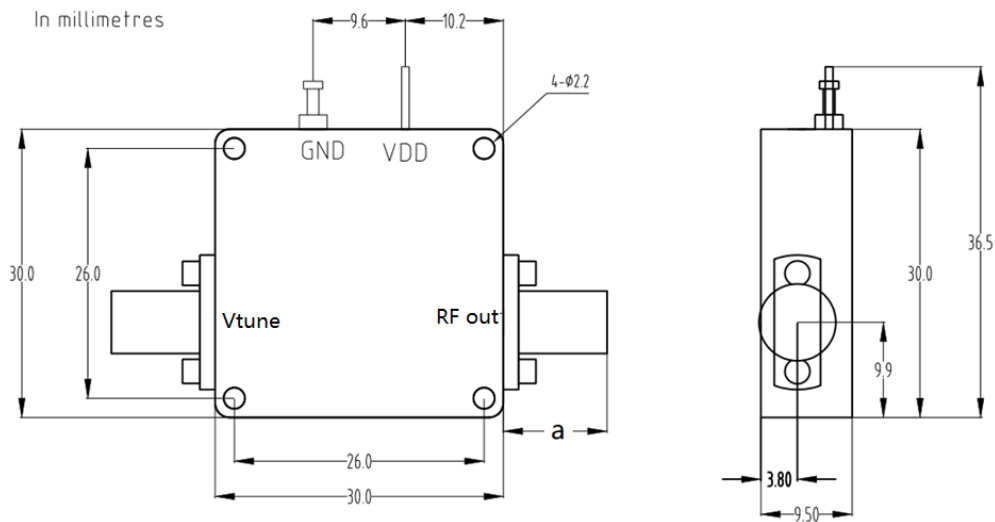 In millimetres
9.6
10.2
4-Φ2.2
GND
VDD
30.0
26.0
Vtune
RF out
a
26.0
30.0
36.5
30.0
9.9
3.80
9.50